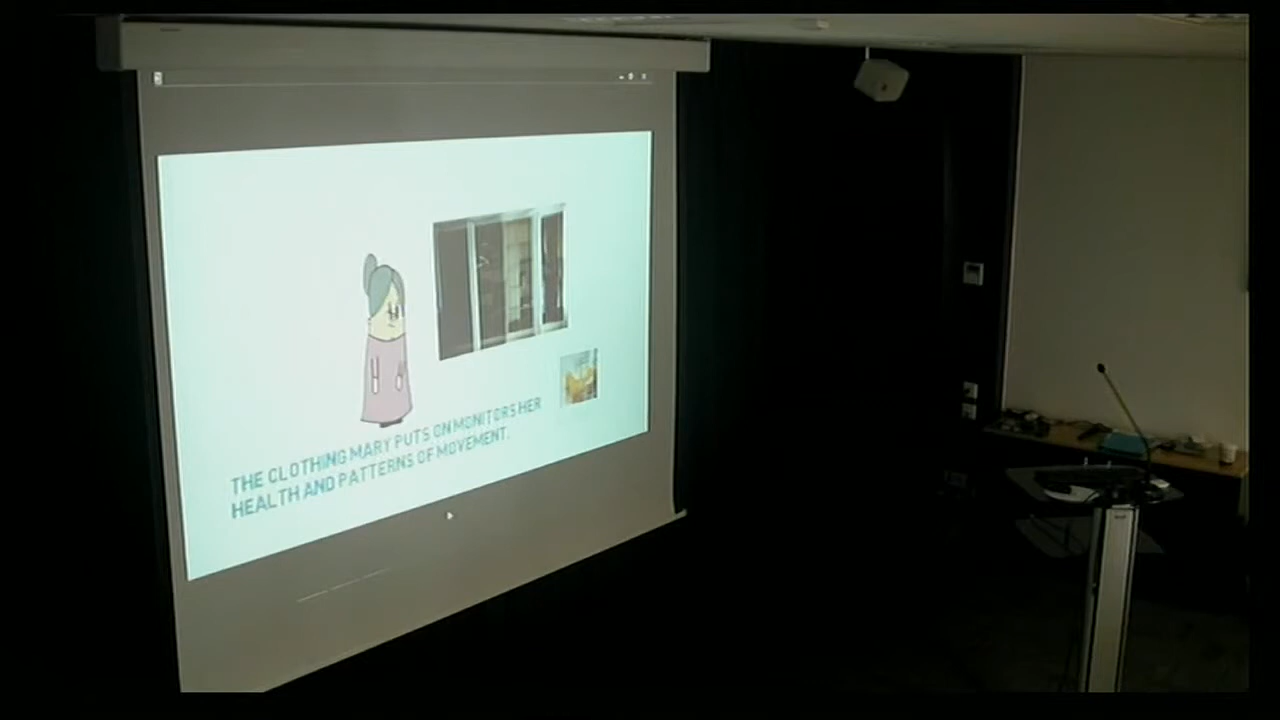 THE CLOTHING MARY PUTS ON MONITORS HER
HEALTH AND PATTERNS OF MOVEMENT.